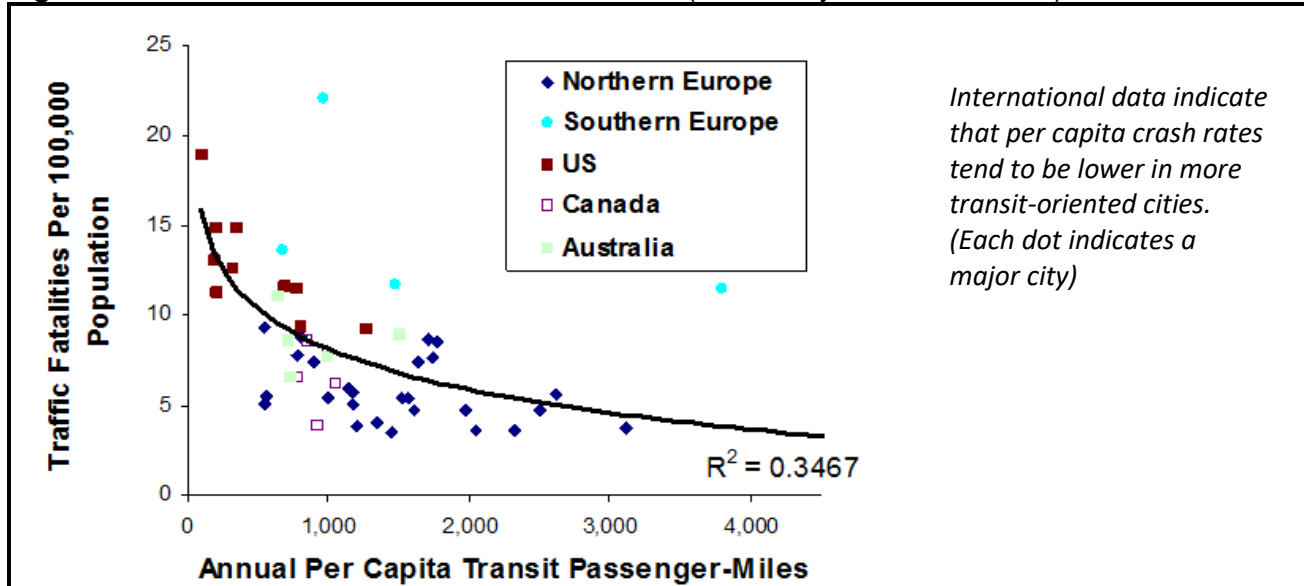 25
20
15
10
5
0
Traffic Fatalities Per 100,000
Population
Northern Europe
Southern Europe
US
Canada
Australia
R² = 0.3467
0 1,000 2,000 3,000 4,000
Annual Per Capita Transit Passenger-Miles
International data indicate
that per capita crash rates
tend to be lower in more
transit-oriented cities.
(Each dot indicates a
major city)